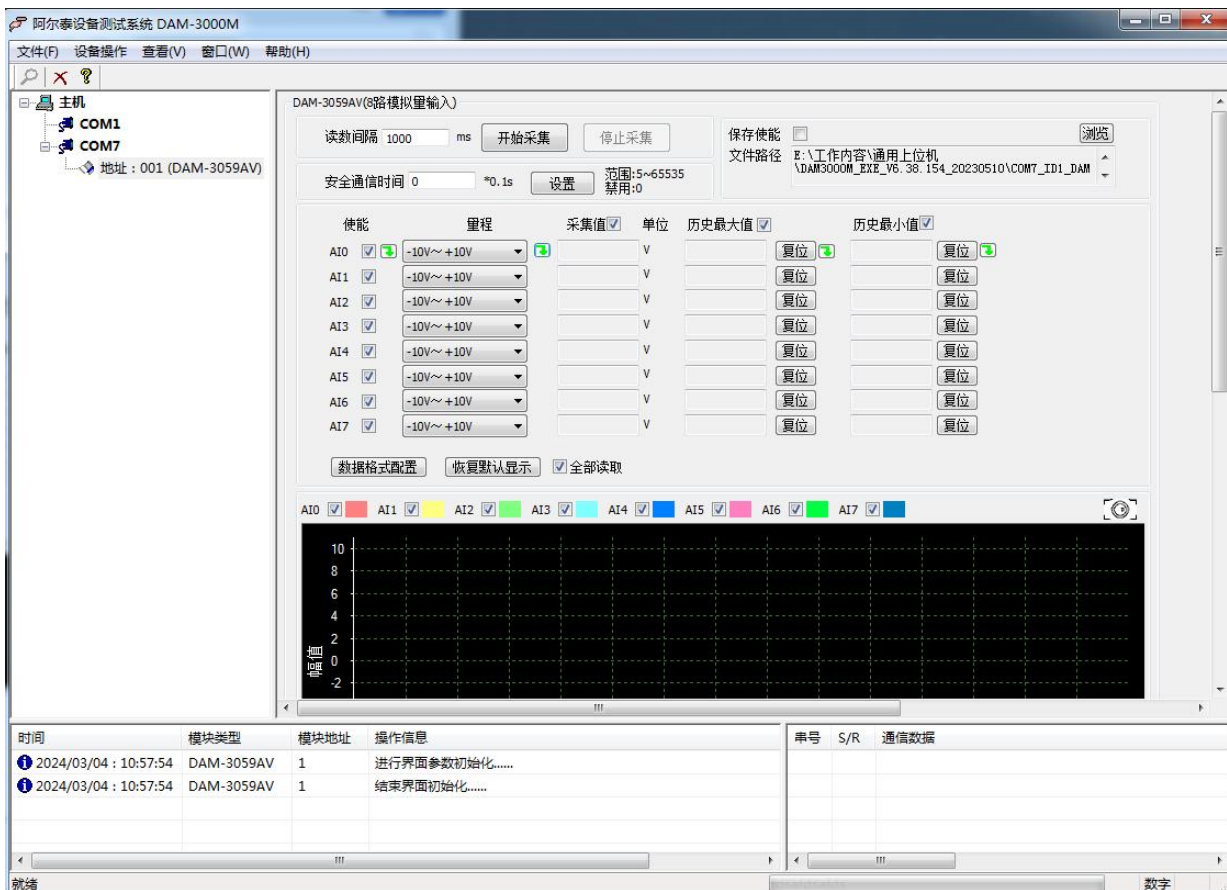 阿尔泰设备测试系统 DAM-3000M
文件(F) 设备操作 查看(V) 窗口(W) 帮助(H)
主机
COM1
COM7
地址：001 (DAM-3059AV)
DAM-3059AV(8路模拟量输入)
读数间隔 1000 ms 开始采集 停止采集
保存使能 浏览
文件路径 E:\工作内容\通用上位机
\DAM3000M_EXE_V6.38.154_20230510\COM7_ID1_DAM
安全通信时间 0 *0.1s 设置 范围:5~65535
禁用:0
使能 量程 采集值 单位 历史最大值 历史最小值
AI0 -10V～+10V V 复位 复位
AI1 -10V～+10V V 复位 复位
AI2 -10V～+10V V 复位 复位
AI3 -10V～+10V V 复位 复位
AI4 -10V～+10V V 复位 复位
AI5 -10V～+10V V 复位 复位
AI6 -10V～+10V V 复位 复位
AI7 -10V～+10V V 复位 复位
数据格式配置 恢复默认显示 全部读取
AI0 AI1 AI2 AI3 AI4 AI5 AI6 AI7
10
8
6
4
2
0
-2
幅值
时间 模块类型 模块地址 操作信息
2024/03/04：10:57:54 DAM-3059AV 1 进行界面参数初始化......
2024/03/04：10:57:54 DAM-3059AV 1 结束界面初始化......
串号 S/R 通信数据
就绪 数字